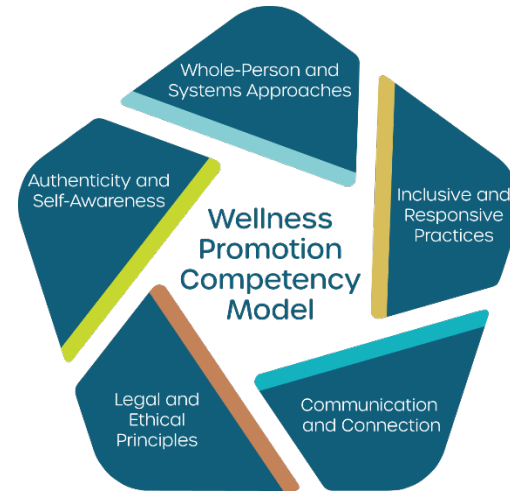 Whole-Person and
Systems Approaches
Inclusive and
Responsive
Practices
Communication
and Connection
Legal and
Ethical
Principles
Authenticity and
Self-Awareness
Wellness
Promotion
Competency
Model